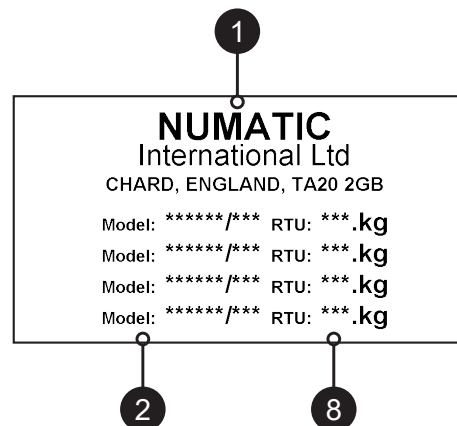 1
NUMATIC
International Ltd
CHARD, ENGLAND, TA20 2GB
Model: ******/*** RTU: ***.kg
Model: ******/*** RTU: ***.kg
Model: ******/*** RTU: ***.kg
Model: ******/*** RTU: ***.kg
2 8